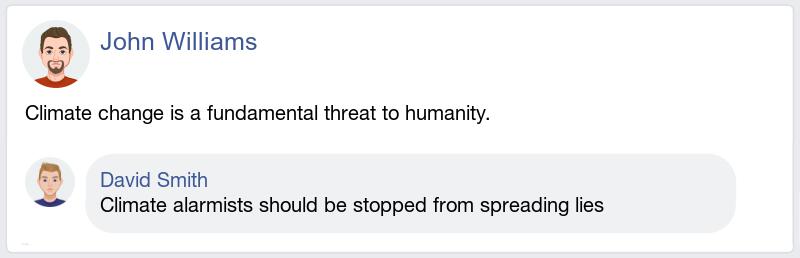 John Williams
Climate change is a fundamental threat to humanity.
David Smith
Climate alarmists should be stopped from spreading lies